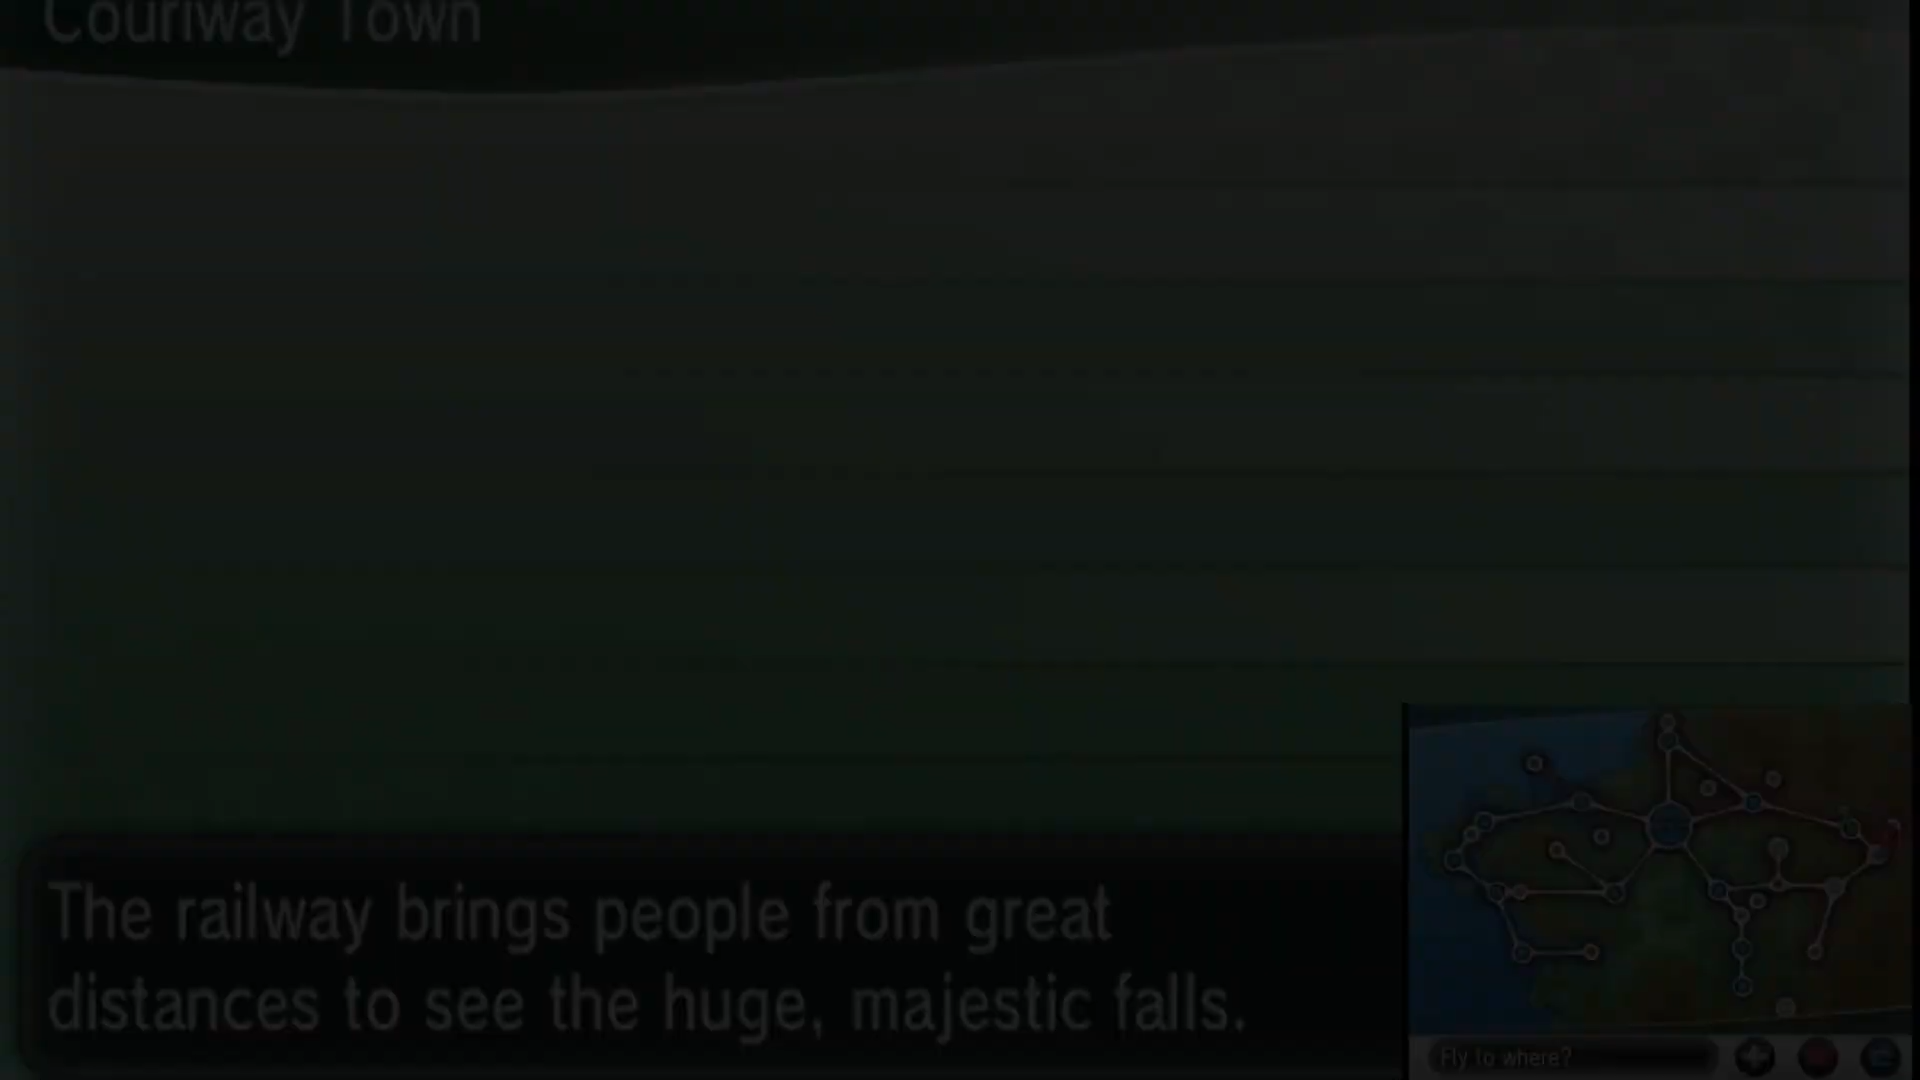 Couriway Town
The railway brings people from great
distances to see the huge, majestic falls.
Fly to where?